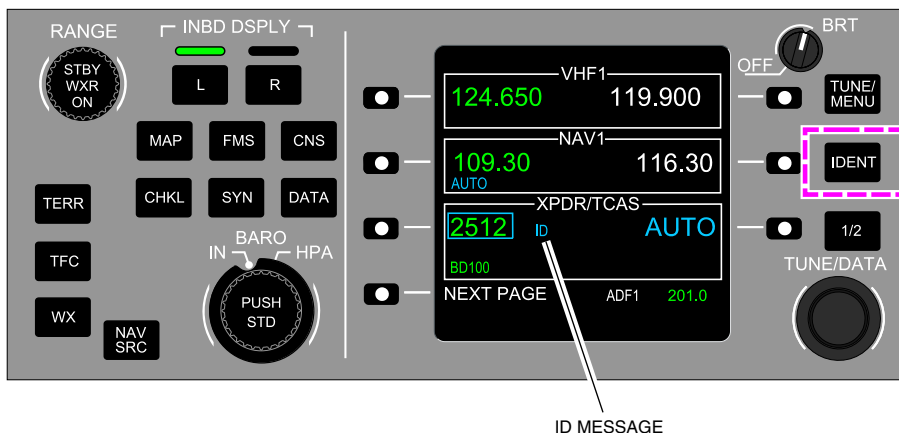 RANGE
STBY
WXR
ON
INBD DSPLY
L
R
MAP
FMS
CNS
CHKL
SYN
DATA
TERR
TFC
WX
NAV
SRC
BARO
IN
HPA
PUSH
STD
VHF1
124.650 119.900
NAV1
109.30 116.30
AUTO
XPDR/TCAS
2512 ID AUTO
BD100
NEXT PAGE ADF1 201.0
BRT
OFF
TUNE/
MENU
IDENT
1/2
TUNE/DATA
ID MESSAGE